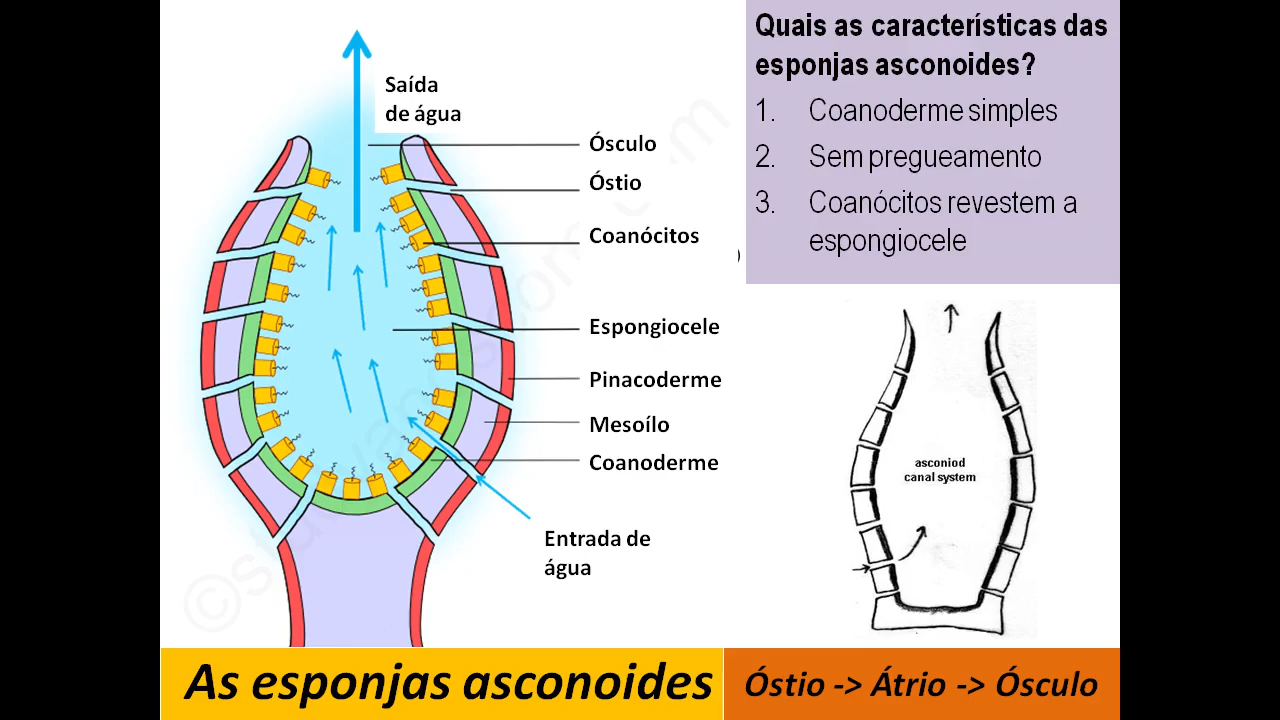 Saída
de água
Ósculo
Óstio
Coanócitos
Espongiocele
Pinacoderme
Mesoílo
Coanoderme
Entrada de
água
Quais as características das
esponjas asconoides?
1. Coanoderme simples
2. Sem pregueamento
3. Coanócitos revestem a
espongiocele
asconiod
canal system
As esponjas asconoides
Óstio -> Átrio -> Ósculo